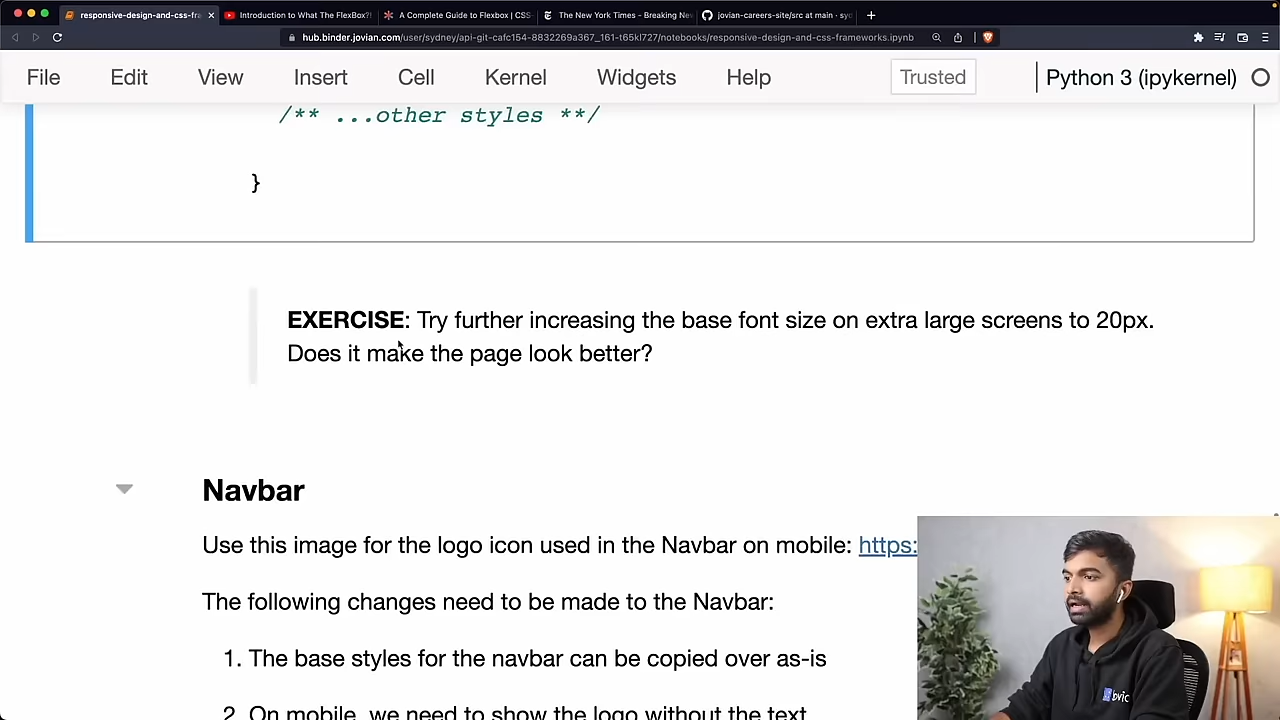 responsive-design-and-css-fra
Introduction to What The FlexBox?!
A Complete Guide to Flexbox | CSS
The New York Times - Breaking Nev
jovian-careers-site/src at main · syd
hub.binder.jovian.com/user/sydney/api-git-cafc154-8832269a367_161-t65kl727/notebooks/responsive-design-and-css-frameworks.ipynb
File Edit View Insert Cell Kernel Widgets Help Trusted Python 3 (ipykernel)
/** ...other styles **/
}
EXERCISE: Try further increasing the base font size on extra large screens to 20px.
Does it make the page look better?
Navbar
Use this image for the logo icon used in the Navbar on mobile: https:
The following changes need to be made to the Navbar:
1. The base styles for the navbar can be copied over as-is
2. On mobile, we need to show the logo without the text